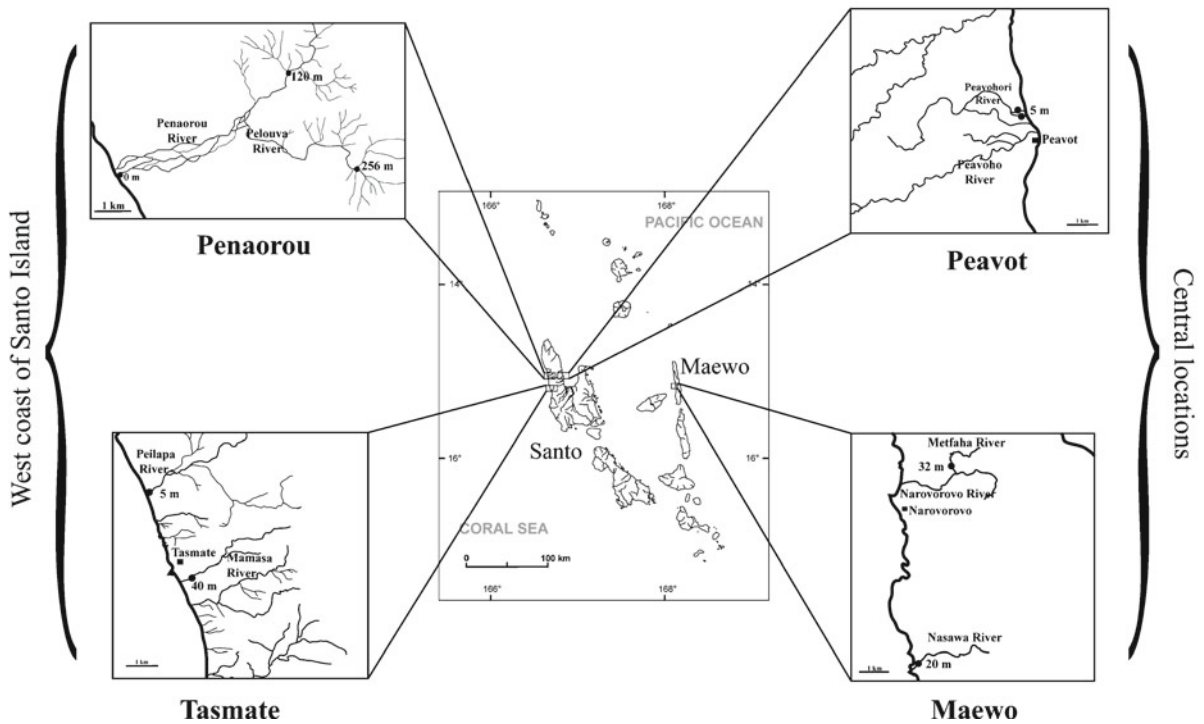 West coast of Santo Island
Penaorou
River
Pelouva
River
120 m
256 m
0 m
1 km
Penaorou
Peilapa
River
5 m
Tasmate
Mamasa
River
40 m
1 km
Tasmate
166°
168°
PACIFIC OCEAN
14°
14°
Maewo
Santo
16°
16°
CORAL SEA
0
100 km
166°
168°
Peavohori
River
5 m
Peavot
Peavoho
River
1 km
Peavot
Metfaha River
32 m
Narovorovo River
Narovorovo
Nasawa River
20 m
1 km
Maewo
Central locations